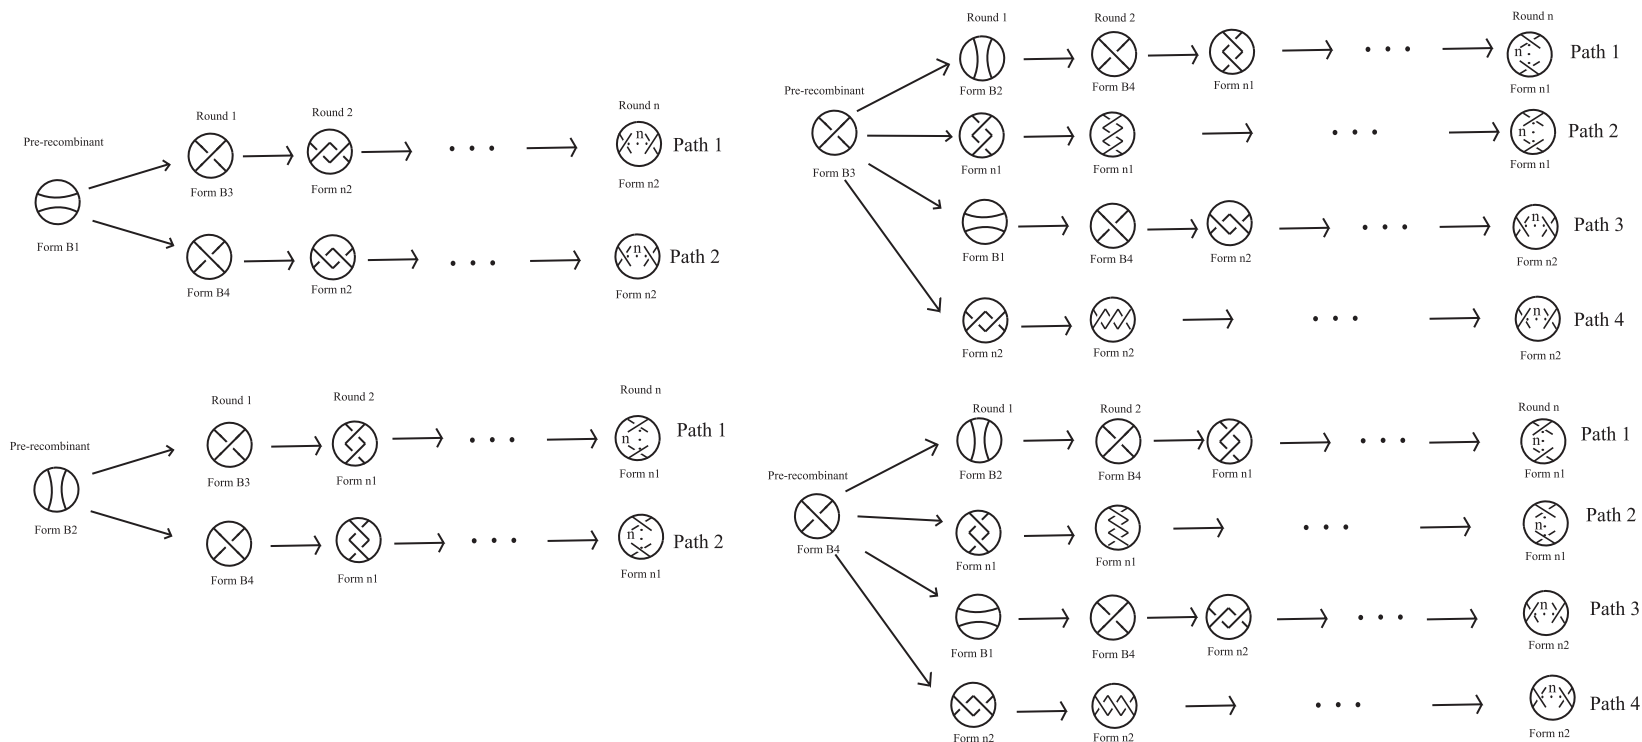 Round 1
Round 2
Round n
Pre-recombinant
n
Path 1
Form B3
Form n2
Form n2
Form B1
n
Path 2
Form B4
Form n2
Form n2
Round 1
Round 2
Round n
Pre-recombinant
n
Path 1
Form B3
Form n1
Form n1
Form B2
n
Path 2
Form B4
Form n1
Form n1
Round 1
Round 2
Round n
n
Path 1
Form B2
Form B4
Form n1
Form n1
Pre-recombinant
Form B3
n
Path 2
Form n1
Form n1
Form n1
n
Path 3
Form B1
Form B4
Form n2
Form n2
n
Path 4
Form n2
Form n2
Form n2
Round 1
Round 2
Round n
n
Path 1
Form B2
Form B4
Form n1
Form n1
Pre-recombinant
Form B4
n
Path 2
Form n1
Form n1
Form n1
n
Path 3
Form B1
Form B4
Form n2
Form n2
n
Path 4
Form n2
Form n2
Form n2